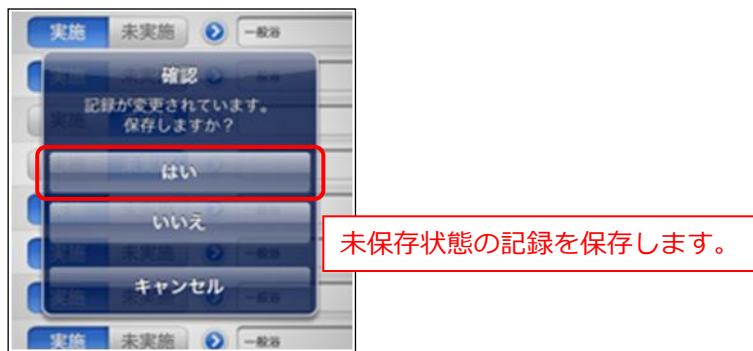 実施 未実施 一般浴
確認
記録が変更されています。
保存しますか？
はい
いいえ
未保存状態の記録を保存します。
キャンセル
実施 未実施 一般浴